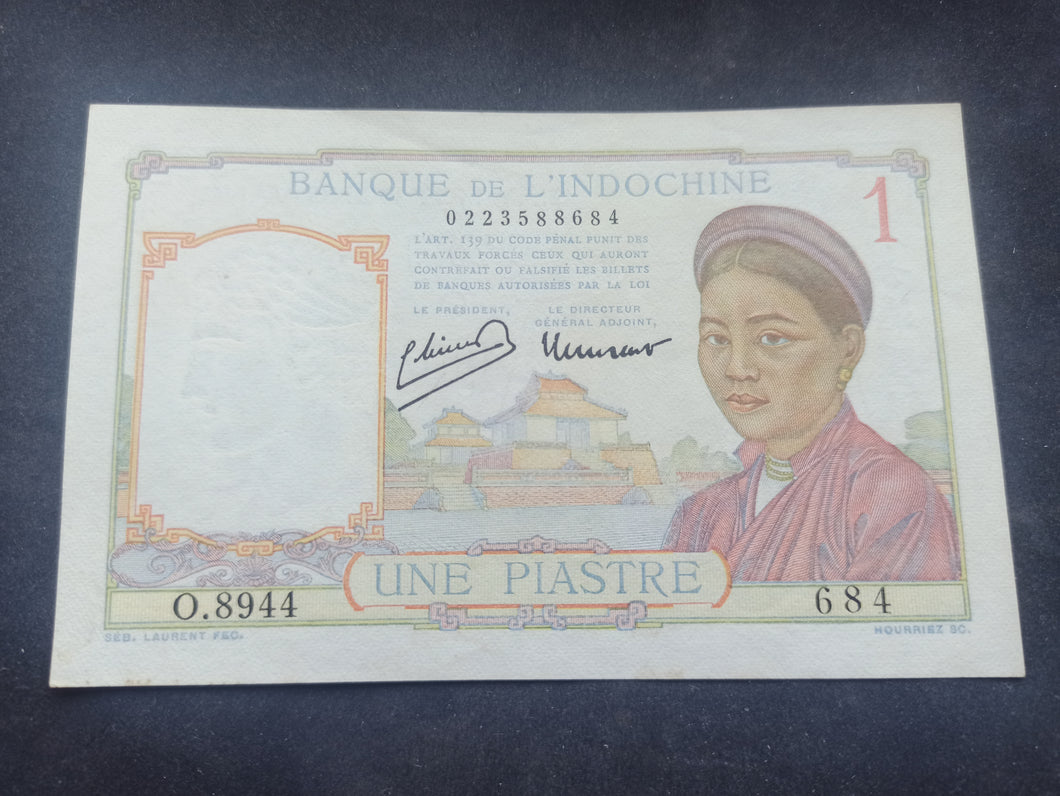 BANQUE DE L'INDOCHINE
1
0223588684
L'ART. 139 DU CODE PÉNAL PUNIT DES
TRAVAUX FORCÉS CEUX QUI AURONT
CONTREFAIT OU FALSIFIÉ LES BILLETS
DE BANQUES AUTORISÉES PAR LA LOI
LE PRÉSIDENT,
LE DIRECTEUR
GÉNÉRAL ADJOINT,
UNE PIASTRE
O.8944
684
SÉB. LAURENT FEC.
HOURRIEZ SC.